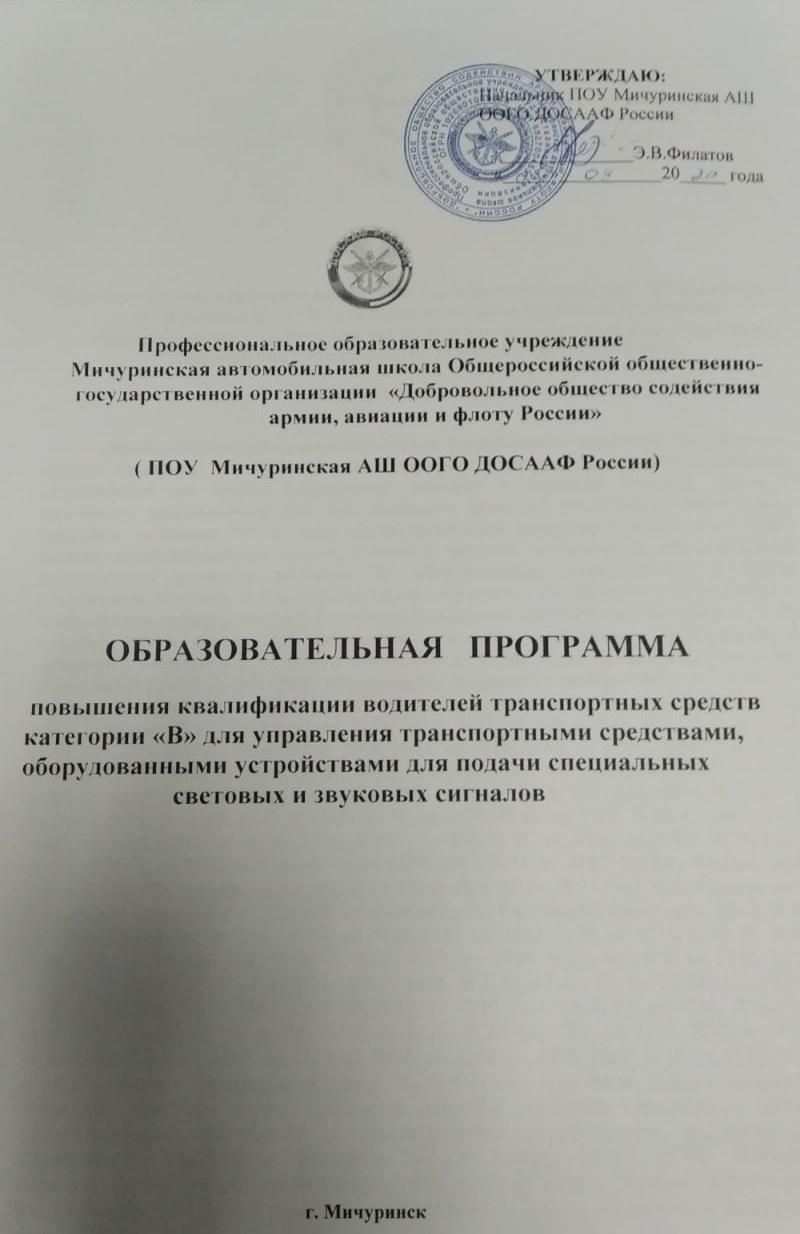 УТВЕРЖДАЮ:
Начальник ПОУ Мичуринская АШ
ООГО ДОСААФ России
Э.В.Филатов
20 года
Профессиональное образовательное учреждение
Мичуринская автомобильная школа Общероссийской общественно-
государственной организации «Добровольное общество содействия
армии, авиации и флоту России»
( ПОУ Мичуринская АШ ООГО ДОСААФ России)
ОБРАЗОВАТЕЛЬНАЯ ПРОГРАММА
повышения квалификации водителей транспортных средств
категории «В» для управления транспортными средствами,
оборудованными устройствами для подачи специальных
световых и звуковых сигналов
г. Мичуринск